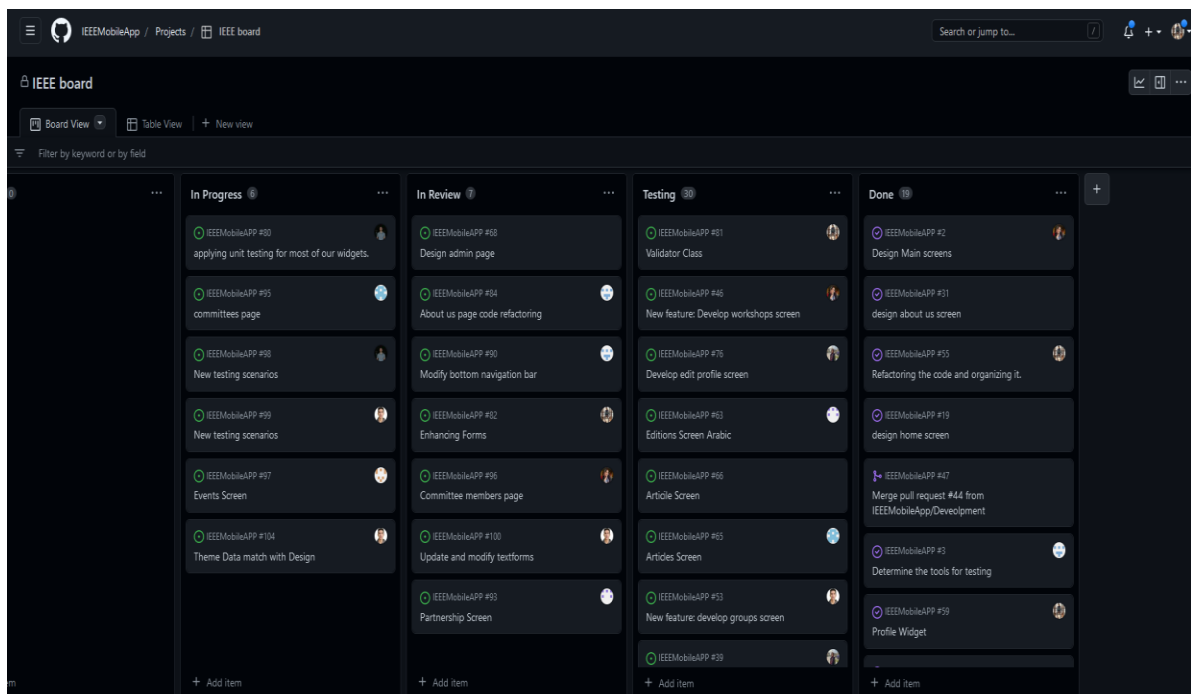 IEEEMobileApp / Projects / IEEE board
Search or jump to...
/
IEEE board
Board View
Table View
+ New view
Filter by keyword or by field
0
In Progress 6
IEEEMobileAPP #80
applying unit testing for most of our widgets.
IEEEMobileAPP #95
committees page
IEEEMobileAPP #98
New testing scenarios
IEEEMobileAPP #99
New testing scenarios
IEEEMobileAPP #97
Events Screen
IEEEMobileAPP #104
Theme Data match with Design
+ Add item
In Review 7
IEEEMobileAPP #68
Design admin page
IEEEMobileAPP #84
About us page code refactoring
IEEEMobileAPP #90
Modify bottom navigation bar
IEEEMobileAPP #82
Enhancing Forms
IEEEMobileAPP #96
Committee members page
IEEEMobileAPP #100
Update and modify textforms
IEEEMobileAPP #93
Partnership Screen
+ Add item
Testing 30
IEEEMobileAPP #81
Validator Class
IEEEMobileAPP #46
New feature: Develop workshops screen
IEEEMobileAPP #76
Develop edit profile screen
IEEEMobileAPP #63
Editions Screen Arabic
IEEEMobileAPP #66
Articile Screen
IEEEMobileAPP #65
Articles Screen
IEEEMobileAPP #53
New feature: develop groups screen
IEEEMobileAPP #39
+ Add item
Done 19
IEEEMobileAPP #2
Design Main screens
IEEEMobileAPP #31
design about us screen
IEEEMobileAPP #55
Refactoring the code and organizing it.
IEEEMobileAPP #19
design home screen
IEEEMobileAPP #47
Merge pull request #44 from
IEEEMobileApp/Deveolpment
IEEEMobileAPP #3
Determine the tools for testing
IEEEMobileAPP #59
Profile Widget
+ Add item